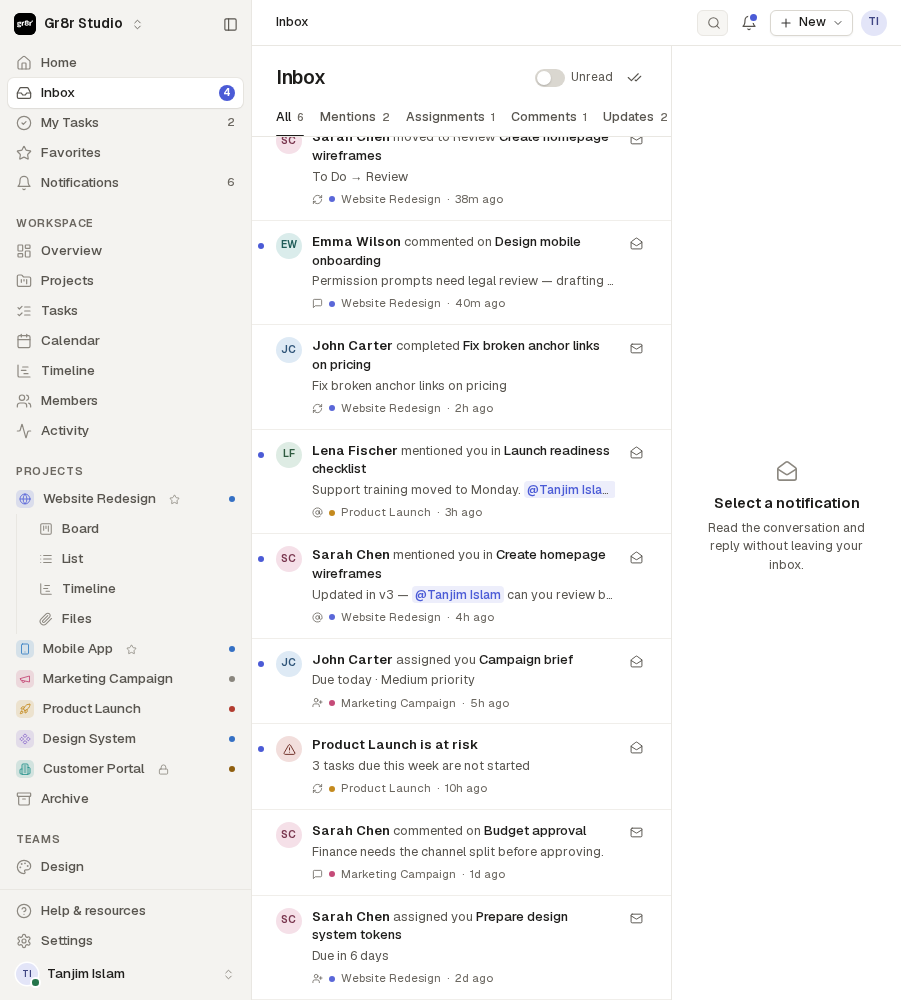 gr8r
Gr8r Studio
Home
Inbox
4
My Tasks
2
Favorites
Notifications
6
WORKSPACE
Overview
Projects
Tasks
Calendar
Timeline
Members
Activity
PROJECTS
Website Redesign
Board
List
Timeline
Files
Mobile App
Marketing Campaign
Product Launch
Design System
Customer Portal
Archive
TEAMS
Design
Help & resources
Settings
TI
Tanjim Islam
Inbox
New
TI
Inbox
Unread
All 6
Mentions 2
Assignments 1
Comments 1
Updates 2
SC
Sarah Chen moved to Review Create homepage
wireframes
To Do → Review
Website Redesign · 38m ago
EW
Emma Wilson commented on Design mobile
onboarding
Permission prompts need legal review — drafting ...
Website Redesign · 40m ago
JC
John Carter completed Fix broken anchor links
on pricing
Fix broken anchor links on pricing
Website Redesign · 2h ago
LF
Lena Fischer mentioned you in Launch readiness
checklist
Support training moved to Monday. @Tanjim Isla...
Product Launch · 3h ago
SC
Sarah Chen mentioned you in Create homepage
wireframes
Updated in v3 — @Tanjim Islam can you review b...
Website Redesign · 4h ago
JC
John Carter assigned you Campaign brief
Due today · Medium priority
Marketing Campaign · 5h ago
Product Launch is at risk
3 tasks due this week are not started
Product Launch · 10h ago
SC
Sarah Chen commented on Budget approval
Finance needs the channel split before approving.
Marketing Campaign · 1d ago
SC
Sarah Chen assigned you Prepare design
system tokens
Due in 6 days
Website Redesign · 2d ago
Select a notification
Read the conversation and
reply without leaving your
inbox.